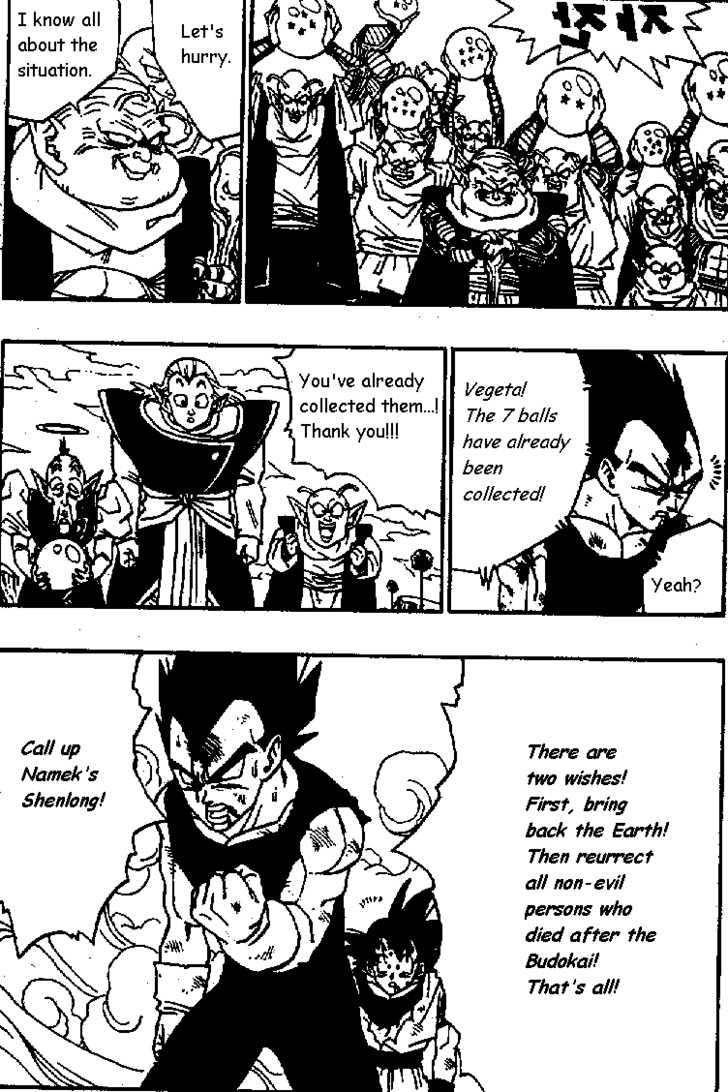 I know all
about the
situation.
Let's
hurry.
You've already
collected them...!
Thank you!!!
Vegeta!
The 7 balls
have already
been
collected!
Yeah?
Call up
Namek's
Shenlong!
There are
two wishes!
First, bring
back the Earth!
Then reurrect
all non-evil
persons who
died after the
Budokai!
That's all!